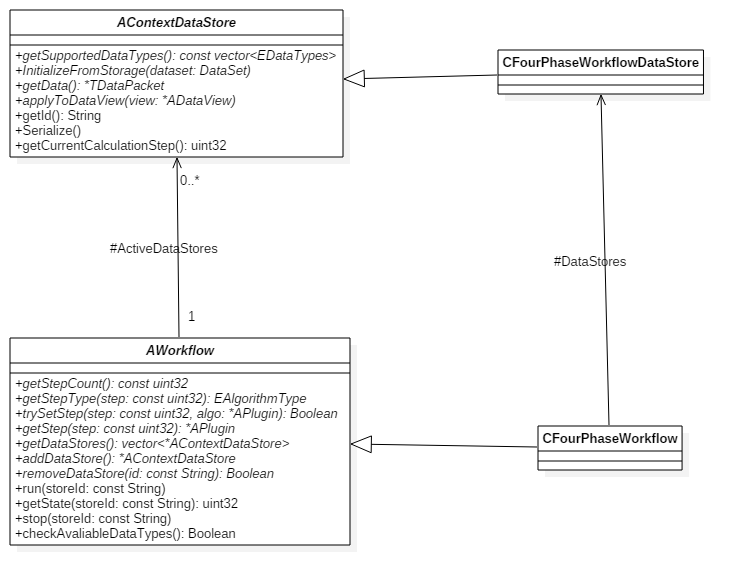 AContextDataStore
+getSupportedDataTypes(): const vector<EDataTypes>
+InitializeFromStorage(dataset: DataSet)
+getData(): *TDataPacket
+applyToDataView(view: *ADataView)
+getId(): String
+Serialize()
+getCurrentCalculationStep(): uint32
CFourPhaseWorkflowDataStore
0..*
#ActiveDataStores
#DataStores
1
AWorkflow
+getStepCount(): const uint32
+getStepType(step: const uint32): EAlgorithmType
+trySetStep(step: const uint32, algo: *APlugin): Boolean
+getStep(step: const uint32): *APlugin
+getDataStores(): vector<*AContextDataStore>
+addDataStore(): *AContextDataStore
+removeDataStore(id: const String): Boolean
+run(storeId: const String)
+getState(storeId: const String): uint32
+stop(storeId: const String)
+checkAvaliableDataTypes(): Boolean
CFourPhaseWorkflow